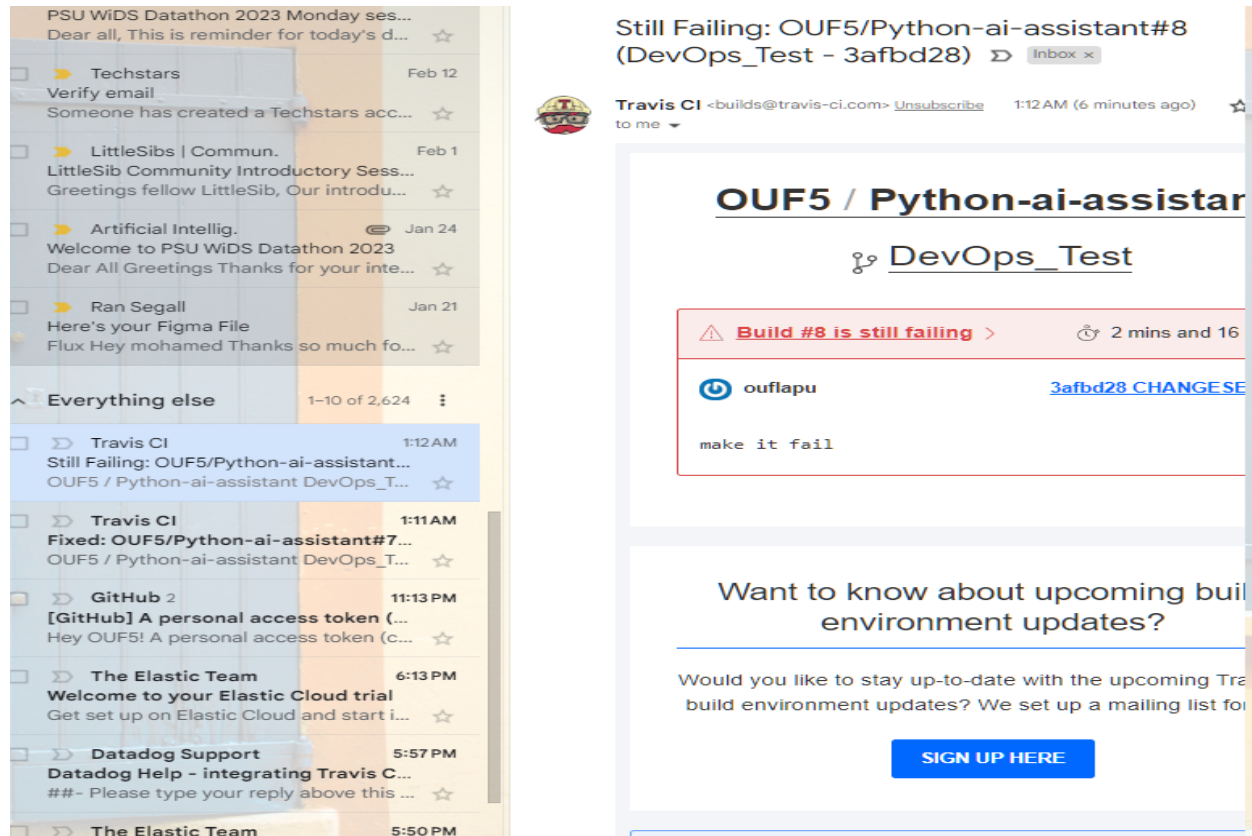 PSU WiDS Datathon 2023 Monday ses...
Dear all, This is reminder for today's d...
Techstars Feb 12
Verify email
Someone has created a Techstars acc...
LittleSibs | Commun. Feb 1
LittleSib Community Introductory Sess...
Greetings fellow LittleSib, Our introdu...
Artificial Intellig. Jan 24
Welcome to PSU WiDS Datathon 2023
Dear All Greetings Thanks for your inte...
Ran Segall Jan 21
Here's your Figma File
Flux Hey mohamed Thanks so much fo...
Everything else 1–10 of 2,624
Travis CI 1:12 AM
Still Failing: OUF5/Python-ai-assistant...
OUF5 / Python-ai-assistant DevOps_T...
Travis CI 1:11 AM
Fixed: OUF5/Python-ai-assistant#7...
OUF5 / Python-ai-assistant DevOps_T...
GitHub 2 11:13 PM
[GitHub] A personal access token (...
Hey OUF5! A personal access token (c...
The Elastic Team 6:13 PM
Welcome to your Elastic Cloud trial
Get set up on Elastic Cloud and start i...
Datadog Support 5:57 PM
Datadog Help - integrating Travis C...
##- Please type your reply above this ...
The Elastic Team 5:50 PM
Still Failing: OUF5/Python-ai-assistant#8
(DevOps_Test - 3afbd28) Inbox ×
Travis CI <builds@travis-ci.com> Unsubscribe 1:12 AM (6 minutes ago)
to me
OUF5 / Python-ai-assistan
DevOps_Test
Build #8 is still failing > 2 mins and 16
ouflapu 3afbd28 CHANGESE
make it fail
Want to know about upcoming buil
environment updates?
Would you like to stay up-to-date with the upcoming Tra
build environment updates? We set up a mailing list for
SIGN UP HERE